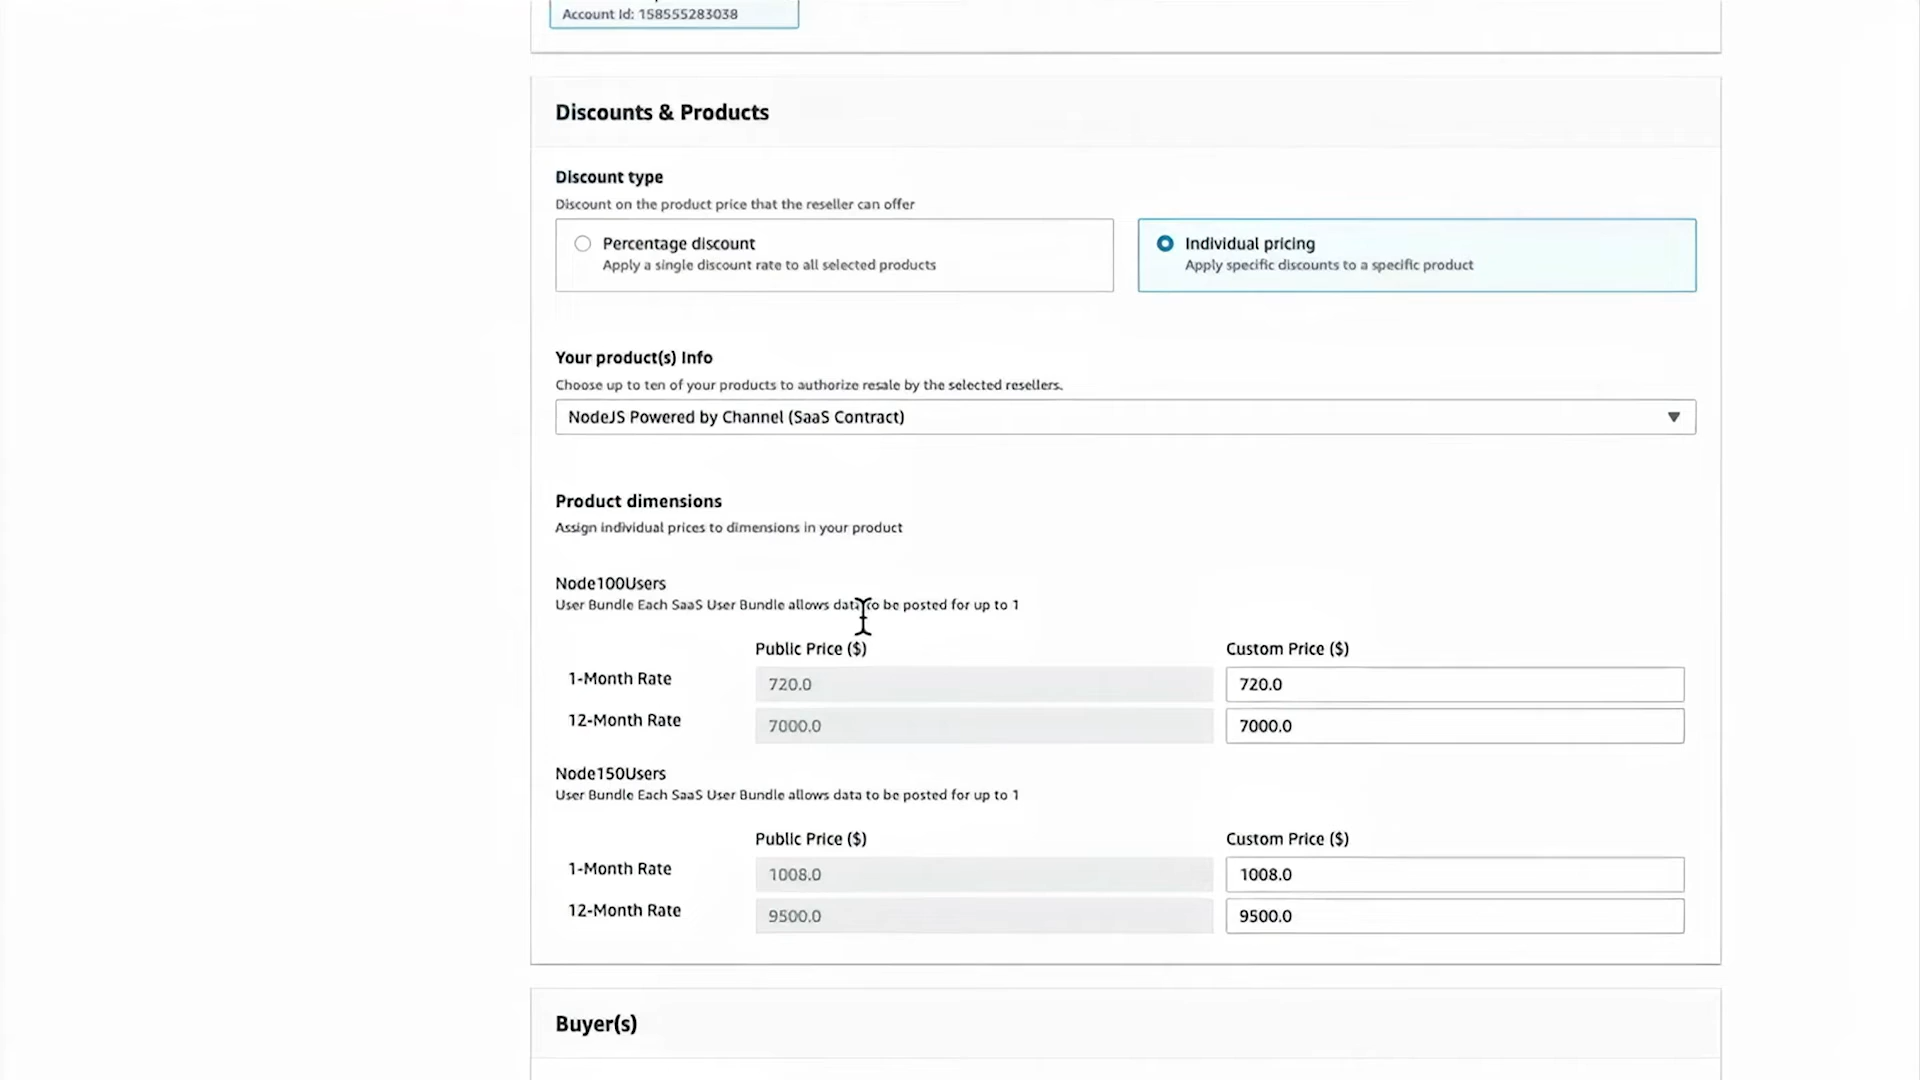 Account Id: 158555283038
Discounts & Products
Discount type
Discount on the product price that the reseller can offer
Percentage discount
Apply a single discount rate to all selected products
Individual pricing
Apply specific discounts to a specific product
Your product(s) Info
Choose up to ten of your products to authorize resale by the selected resellers.
NodeJS Powered by Channel (SaaS Contract)
Product dimensions
Assign individual prices to dimensions in your product
Node100Users
User Bundle Each SaaS User Bundle allows data to be posted for up to 1
Public Price ($) Custom Price ($)
1-Month Rate 720.0 720.0
12-Month Rate 7000.0 7000.0
Node150Users
User Bundle Each SaaS User Bundle allows data to be posted for up to 1
Public Price ($) Custom Price ($)
1-Month Rate 1008.0 1008.0
12-Month Rate 9500.0 9500.0
Buyer(s)